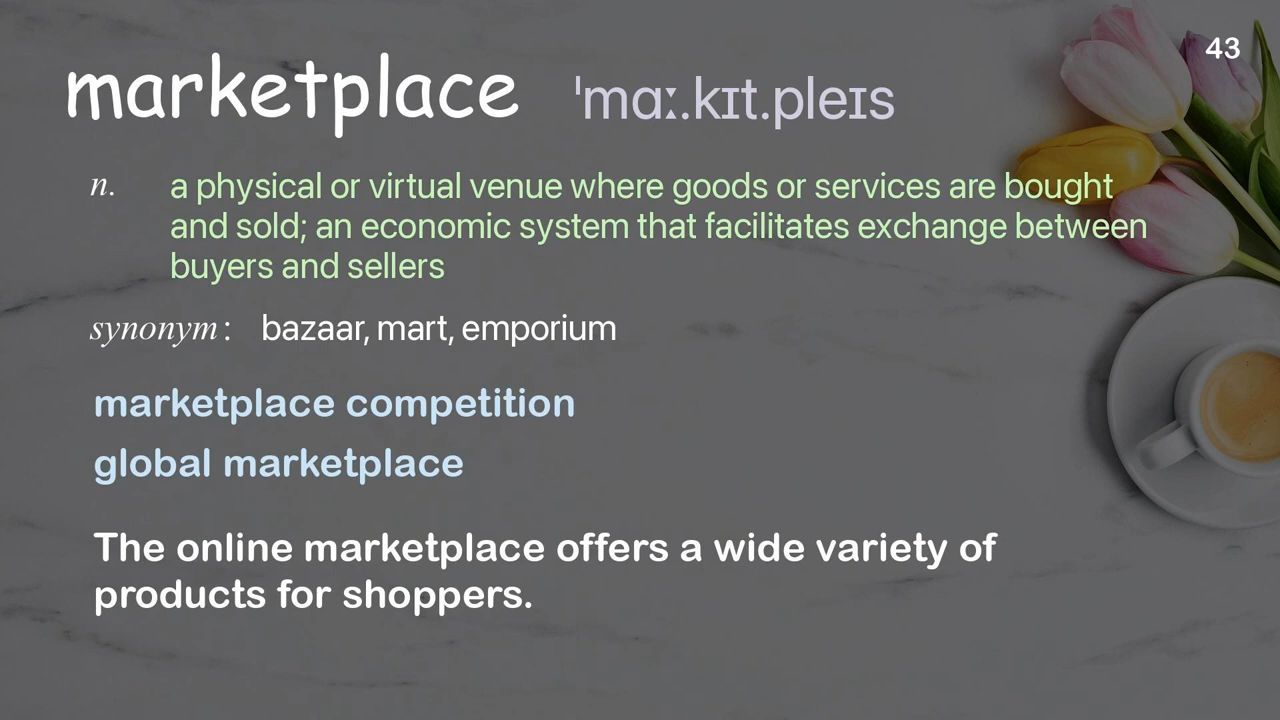 43
marketplace ˈmɑː.kɪt.pleɪs
n. a physical or virtual venue where goods or services are bought
and sold; an economic system that facilitates exchange between
buyers and sellers
synonym: bazaar, mart, emporium
marketplace competition
global marketplace
The online marketplace offers a wide variety of
products for shoppers.